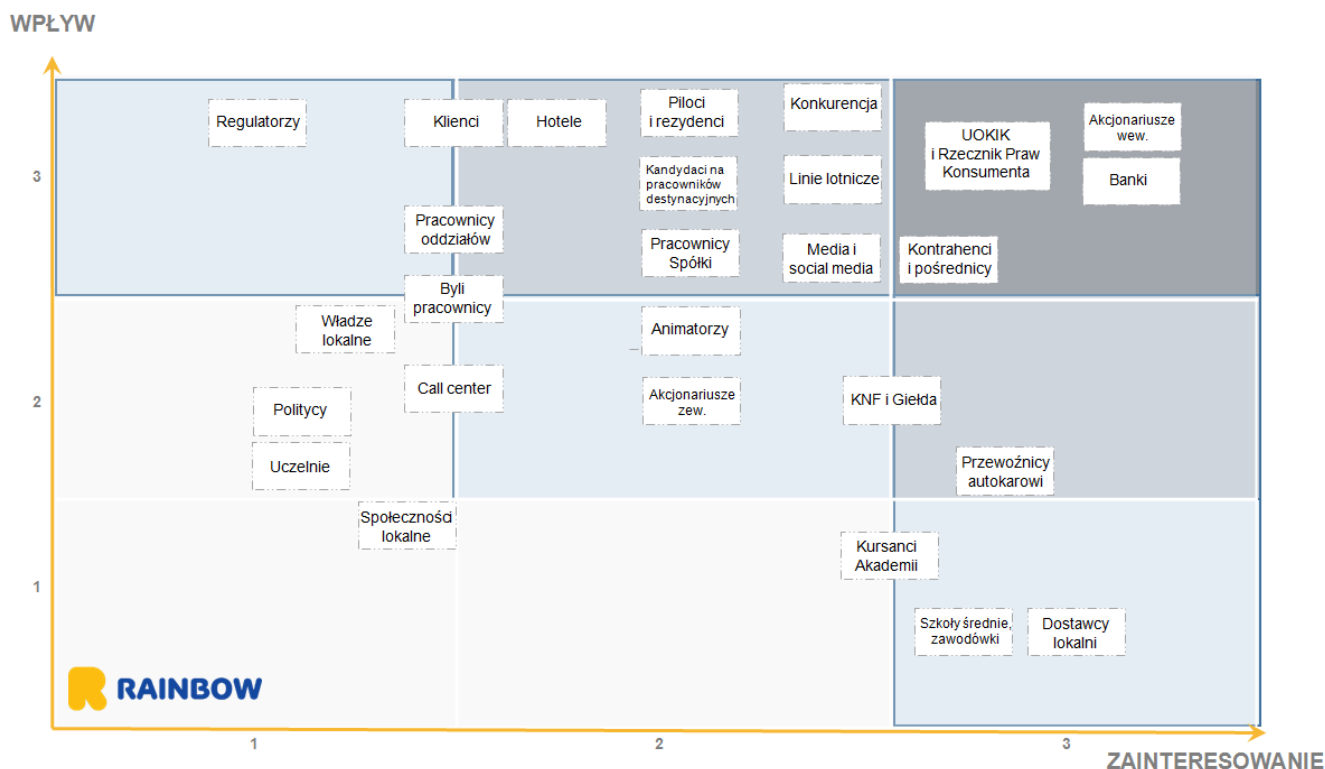 WPŁYW
Regulatorzy
Klienci
Hotele
Piloci
i rezydenci
Konkurencja
UOKIK
i Rzecznik Praw
Konsumenta
Akcjonariusze
wew.
3
Kandydaci na
pracowników
destynacyjnych
Linie lotnicze
Banki
Pracownicy
oddziałów
Pracownicy
Spółki
Media i
social media
Kontrahenci
i pośrednicy
Byli
pracownicy
Władze
lokalne
Animatorzy
2
Call center
Akcjonariusze
zew.
KNF i Giełda
Politycy
Uczelnie
Przewoźnicy
autokarowi
Społeczności
lokalne
Kursanci
Akademii
1
Szkoły średnie,
zawodówki
Dostawcy
lokalni
RAINBOW
1
2
3
ZAINTERESOWANIE